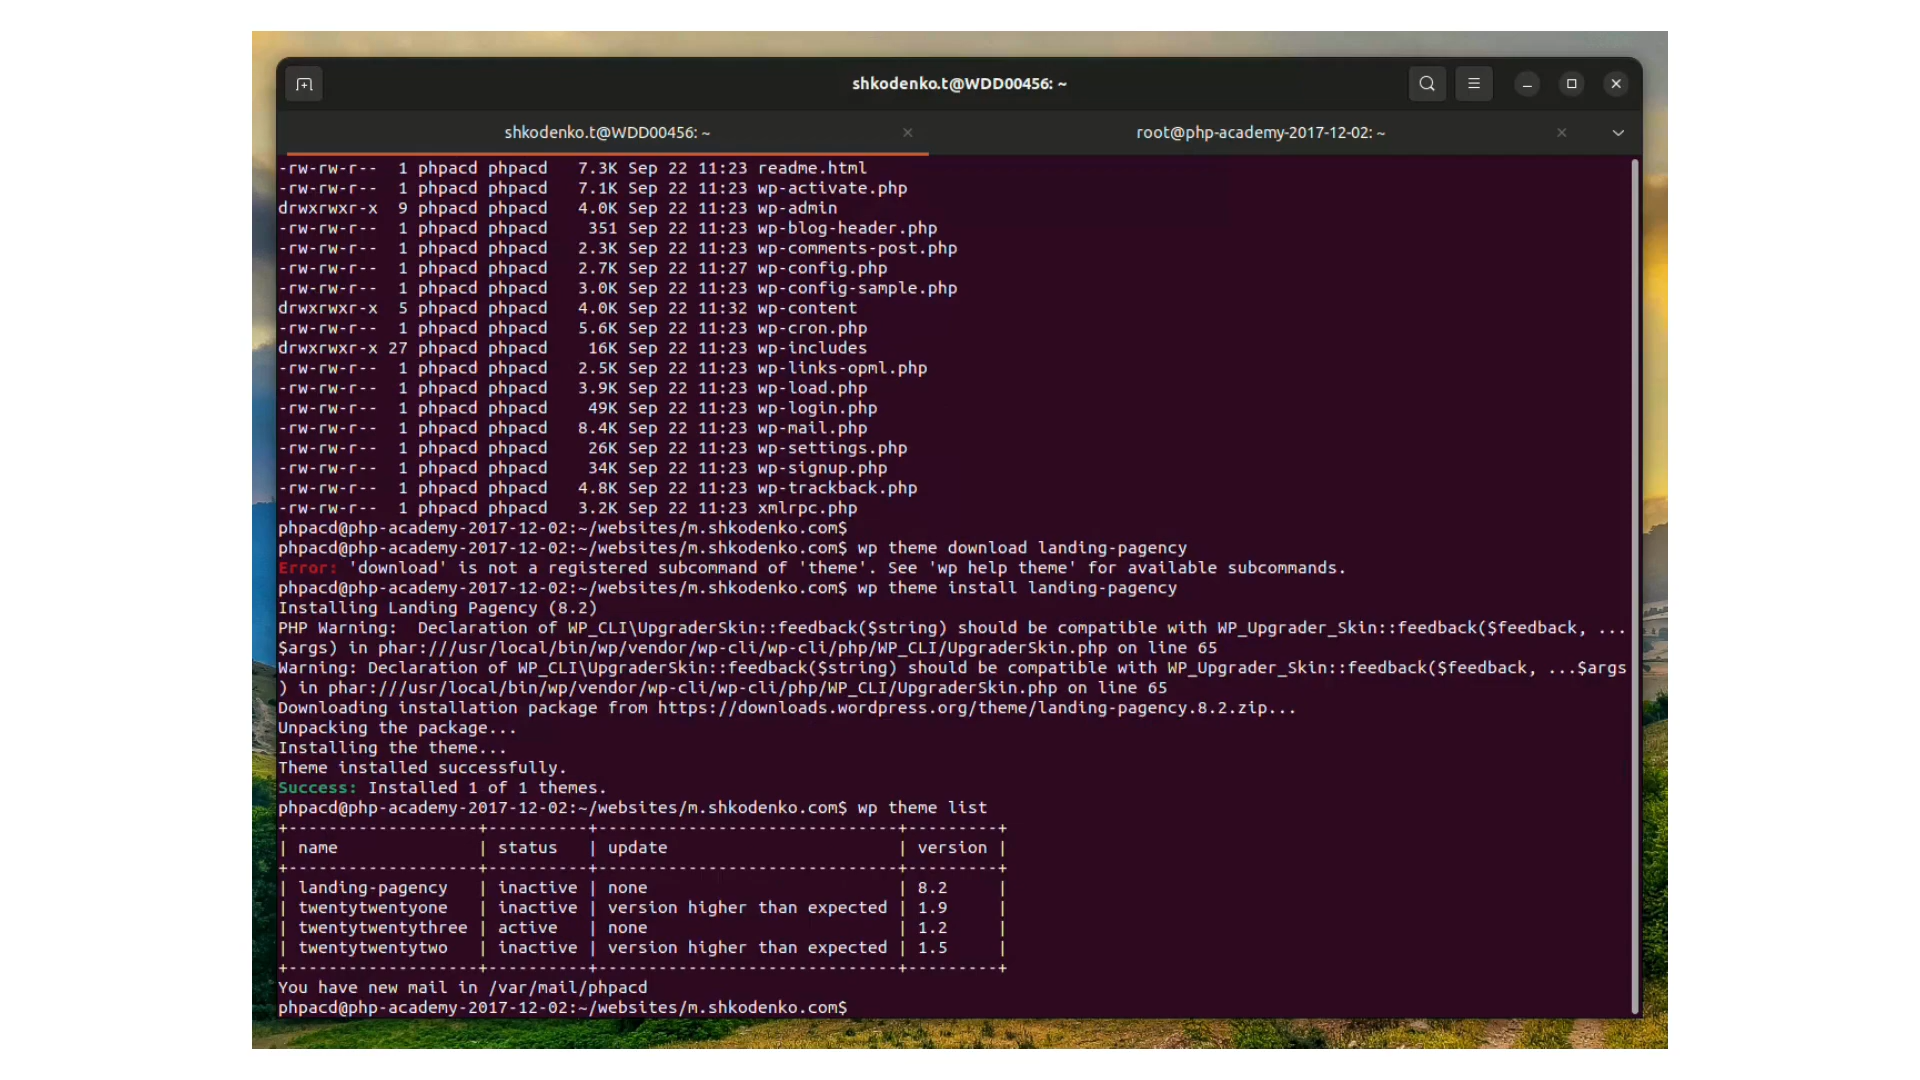 shkodenko.t@WDD00456: ~
shkodenko.t@WDD00456: ~
root@php-academy-2017-12-02: ~
-rw-rw-r--  1 phpacd phpacd   7.3K Sep 22 11:23 readme.html
-rw-rw-r--  1 phpacd phpacd   7.1K Sep 22 11:23 wp-activate.php
drwxrwxr-x  9 phpacd phpacd   4.0K Sep 22 11:23 wp-admin
-rw-rw-r--  1 phpacd phpacd    351 Sep 22 11:23 wp-blog-header.php
-rw-rw-r--  1 phpacd phpacd   2.3K Sep 22 11:23 wp-comments-post.php
-rw-rw-r--  1 phpacd phpacd   2.7K Sep 22 11:27 wp-config.php
-rw-rw-r--  1 phpacd phpacd   3.0K Sep 22 11:23 wp-config-sample.php
drwxrwxr-x  5 phpacd phpacd   4.0K Sep 22 11:32 wp-content
-rw-rw-r--  1 phpacd phpacd   5.6K Sep 22 11:23 wp-cron.php
drwxrwxr-x 27 phpacd phpacd    16K Sep 22 11:23 wp-includes
-rw-rw-r--  1 phpacd phpacd   2.5K Sep 22 11:23 wp-links-opml.php
-rw-rw-r--  1 phpacd phpacd   3.9K Sep 22 11:23 wp-load.php
-rw-rw-r--  1 phpacd phpacd    49K Sep 22 11:23 wp-login.php
-rw-rw-r--  1 phpacd phpacd   8.4K Sep 22 11:23 wp-mail.php
-rw-rw-r--  1 phpacd phpacd    26K Sep 22 11:23 wp-settings.php
-rw-rw-r--  1 phpacd phpacd    34K Sep 22 11:23 wp-signup.php
-rw-rw-r--  1 phpacd phpacd   4.8K Sep 22 11:23 wp-trackback.php
-rw-rw-r--  1 phpacd phpacd   3.2K Sep 22 11:23 xmlrpc.php
phpacd@php-academy-2017-12-02:~/websites/m.shkodenko.com$
phpacd@php-academy-2017-12-02:~/websites/m.shkodenko.com$ wp theme download landing-pagency
Error: 'download' is not a registered subcommand of 'theme'. See 'wp help theme' for available subcommands.
phpacd@php-academy-2017-12-02:~/websites/m.shkodenko.com$ wp theme install landing-pagency
Installing Landing Pagency (8.2)
PHP Warning:  Declaration of WP_CLI\UpgraderSkin::feedback($string) should be compatible with WP_Upgrader_Skin::feedback($feedback, ...
$args) in phar:///usr/local/bin/wp/vendor/wp-cli/wp-cli/php/WP_CLI/UpgraderSkin.php on line 65
Warning: Declaration of WP_CLI\UpgraderSkin::feedback($string) should be compatible with WP_Upgrader_Skin::feedback($feedback, ...$args
) in phar:///usr/local/bin/wp/vendor/wp-cli/wp-cli/php/WP_CLI/UpgraderSkin.php on line 65
Downloading installation package from https://downloads.wordpress.org/theme/landing-pagency.8.2.zip...
Unpacking the package...
Installing the theme...
Theme installed successfully.
Success: Installed 1 of 1 themes.
phpacd@php-academy-2017-12-02:~/websites/m.shkodenko.com$ wp theme list
+-------------------+----------+------------------------------+---------+
| name              | status   | update                       | version |
+-------------------+----------+------------------------------+---------+
| landing-pagency   | inactive | none                         | 8.2     |
| twentytwentyone   | inactive | version higher than expected | 1.9     |
| twentytwentythree | active   | none                         | 1.2     |
| twentytwentytwo   | inactive | version higher than expected | 1.5     |
+-------------------+----------+------------------------------+---------+
You have new mail in /var/mail/phpacd
phpacd@php-academy-2017-12-02:~/websites/m.shkodenko.com$